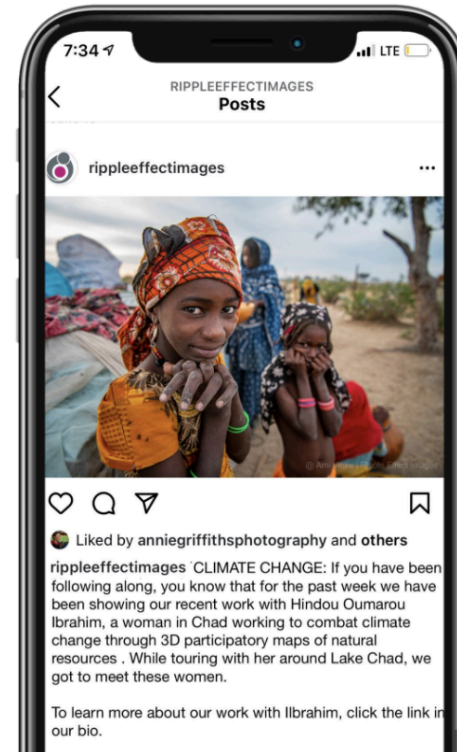 7:34
LTE
RIPPLEEFFECTIMAGES
Posts
rippleeffectimages
Liked by anniegriffithsphotography and others
rippleeffectimages CLIMATE CHANGE: If you have been
following along, you know that for the past week we have
been showing our recent work with Hindou Oumarou
Ibrahim, a woman in Chad working to combat climate
change through 3D participatory maps of natural
resources . While touring with her around Lake Chad, we
got to meet these women.
To learn more about our work with Ilbrahim, click the link in
our bio.